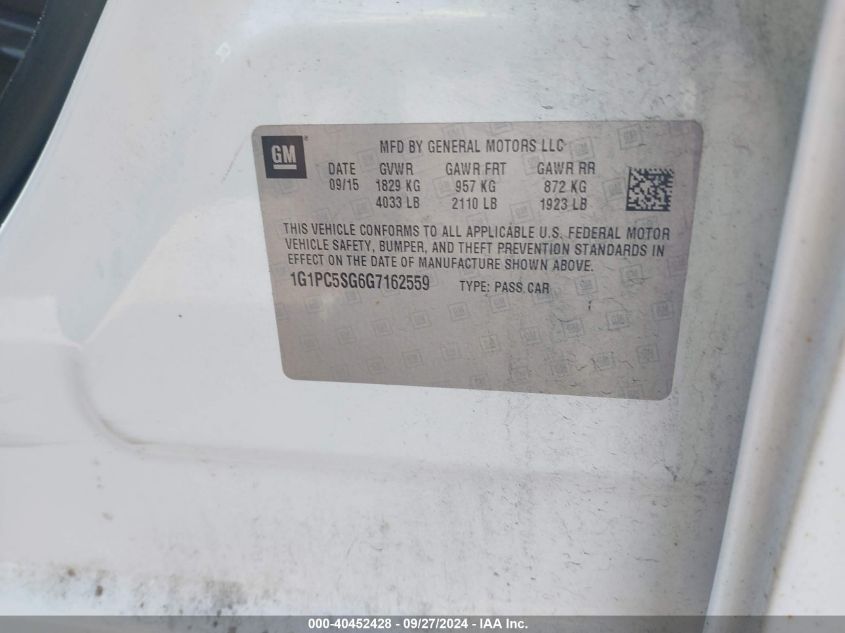 GM
MFD BY GENERAL MOTORS LLC
DATE GVWR GAWR FRT GAWR RR
09/15 1829 KG 957 KG 872 KG
4033 LB 2110 LB 1923 LB
THIS VEHICLE CONFORMS TO ALL APPLICABLE U.S. FEDERAL MOTOR
VEHICLE SAFETY, BUMPER, AND THEFT PREVENTION STANDARDS IN
EFFECT ON THE DATE OF MANUFACTURE SHOWN ABOVE.
1G1PC5SG6G7162559 TYPE: PASS CAR
000-40452428 - 09/27/2024 - IAA Inc.